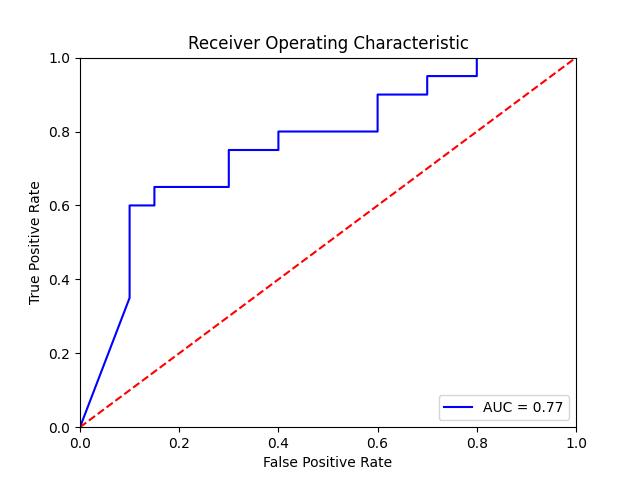 Receiver Operating Characteristic
1.0
0.8
0.6
0.4
0.2
0.0
True Positive Rate
AUC = 0.77
0.0 0.2 0.4 0.6 0.8 1.0
False Positive Rate